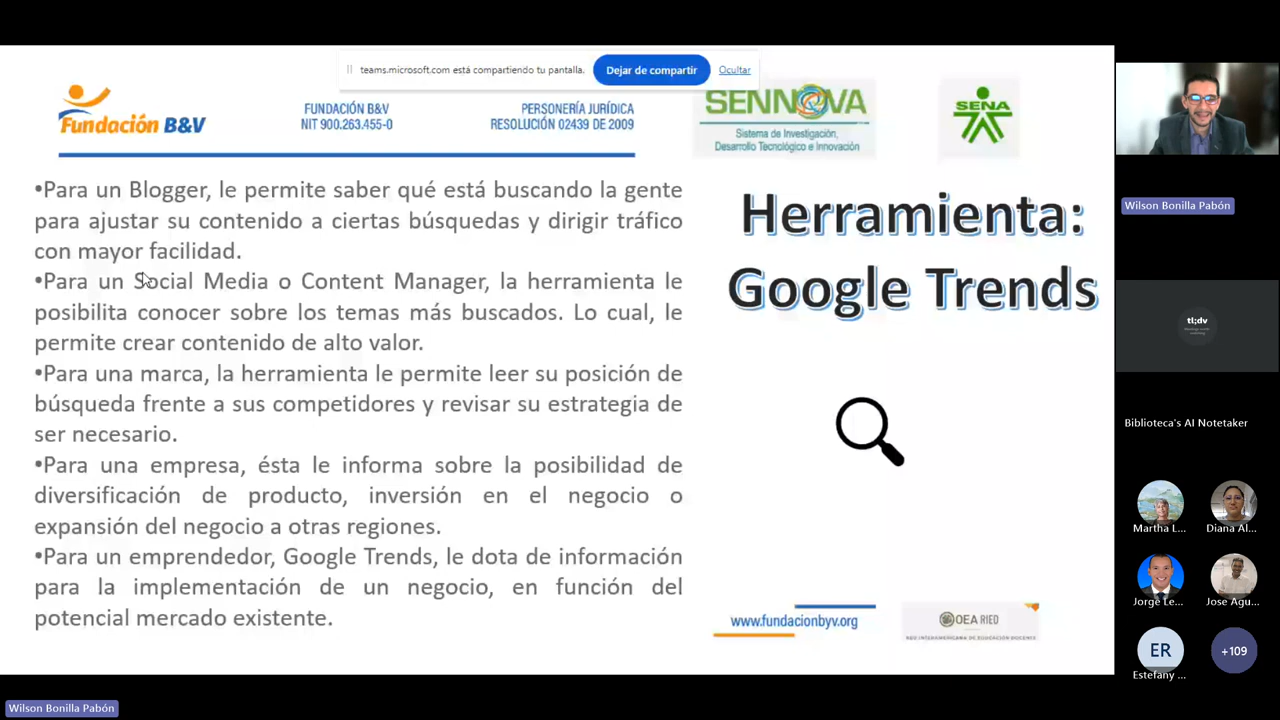 teams.microsoft.com está compartiendo tu pantalla.
Dejar de compartir
Ocultar
Fundación B&V
FUNDACIÓN B&V
NIT 900.263.455-0
PERSONERÍA JURÍDICA
RESOLUCIÓN 02439 DE 2009
SENNOVA
Sistema de Investigación,
Desarrollo Tecnológico e Innovación
SENA
•Para un Blogger, le permite saber qué está buscando la gente
para ajustar su contenido a ciertas búsquedas y dirigir tráfico
con mayor facilidad.
•Para un Social Media o Content Manager, la herramienta le
posibilita conocer sobre los temas más buscados. Lo cual, le
permite crear contenido de alto valor.
•Para una marca, la herramienta le permite leer su posición de
búsqueda frente a sus competidores y revisar su estrategia de
ser necesario.
•Para una empresa, ésta le informa sobre la posibilidad de
diversificación de producto, inversión en el negocio o
expansión del negocio a otras regiones.
•Para un emprendedor, Google Trends, le dota de información
para la implementación de un negocio, en función del
potencial mercado existente.
Herramienta:
Google Trends
www.fundacionbyv.org
OEA RIED
RED INTERAMERICANA DE EDUCACIÓN DOCENTE
Wilson Bonilla Pabón
tl;dv
Biblioteca's AI Notetaker
Martha L...
Diana Al...
Jorge Le...
Jose Agu...
ER
Estefany ...
+109
Wilson Bonilla Pabón